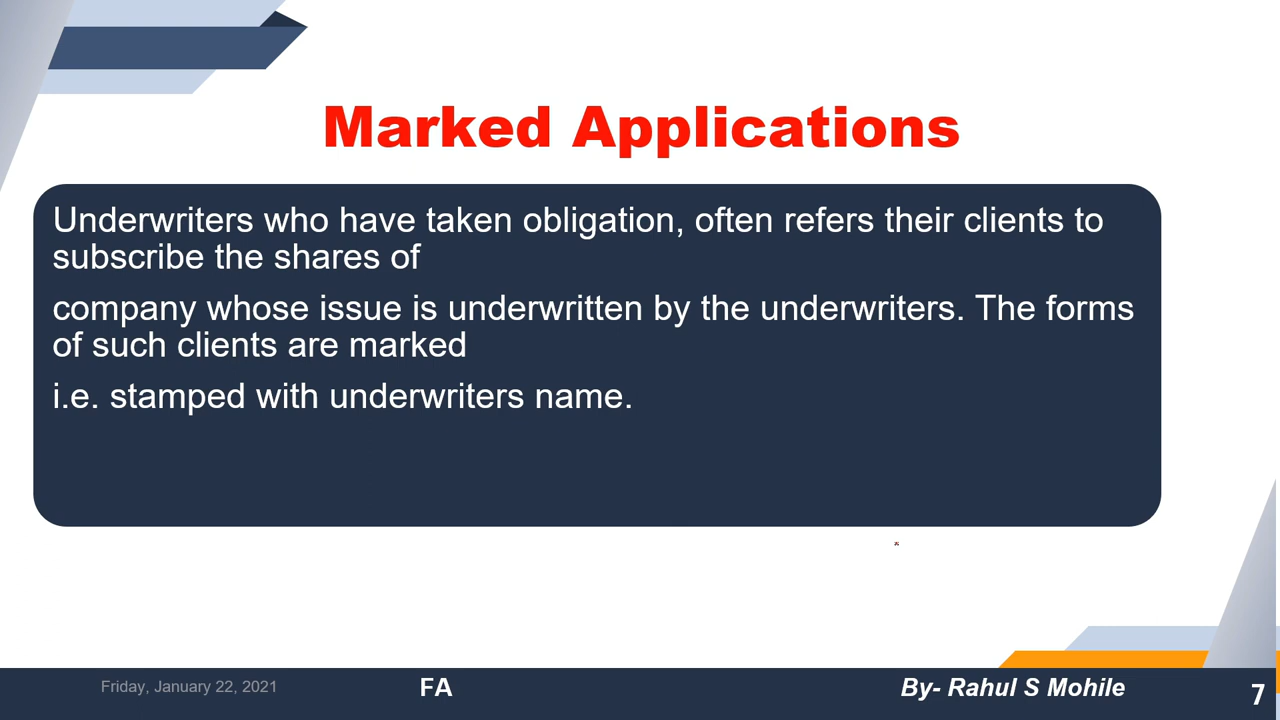 Marked Applications
Underwriters who have taken obligation, often refers their clients to
subscribe the shares of
company whose issue is underwritten by the underwriters. The forms
of such clients are marked
i.e. stamped with underwriters name.
Friday, January 22, 2021
FA
By- Rahul S Mohile
7